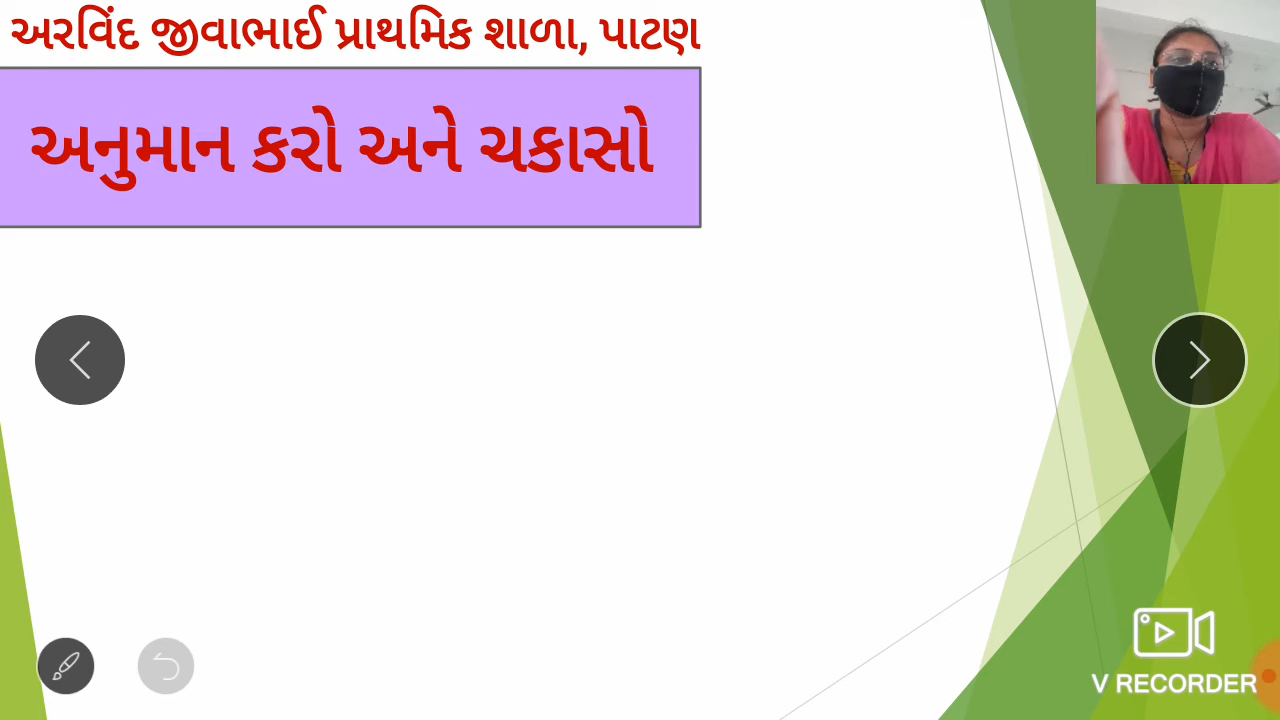 અરવિંદ જીવાભાઈ પ્રાથમિક શાળા, પાટણ
અનુમાન કરો અને ચકાસો
V RECORDER